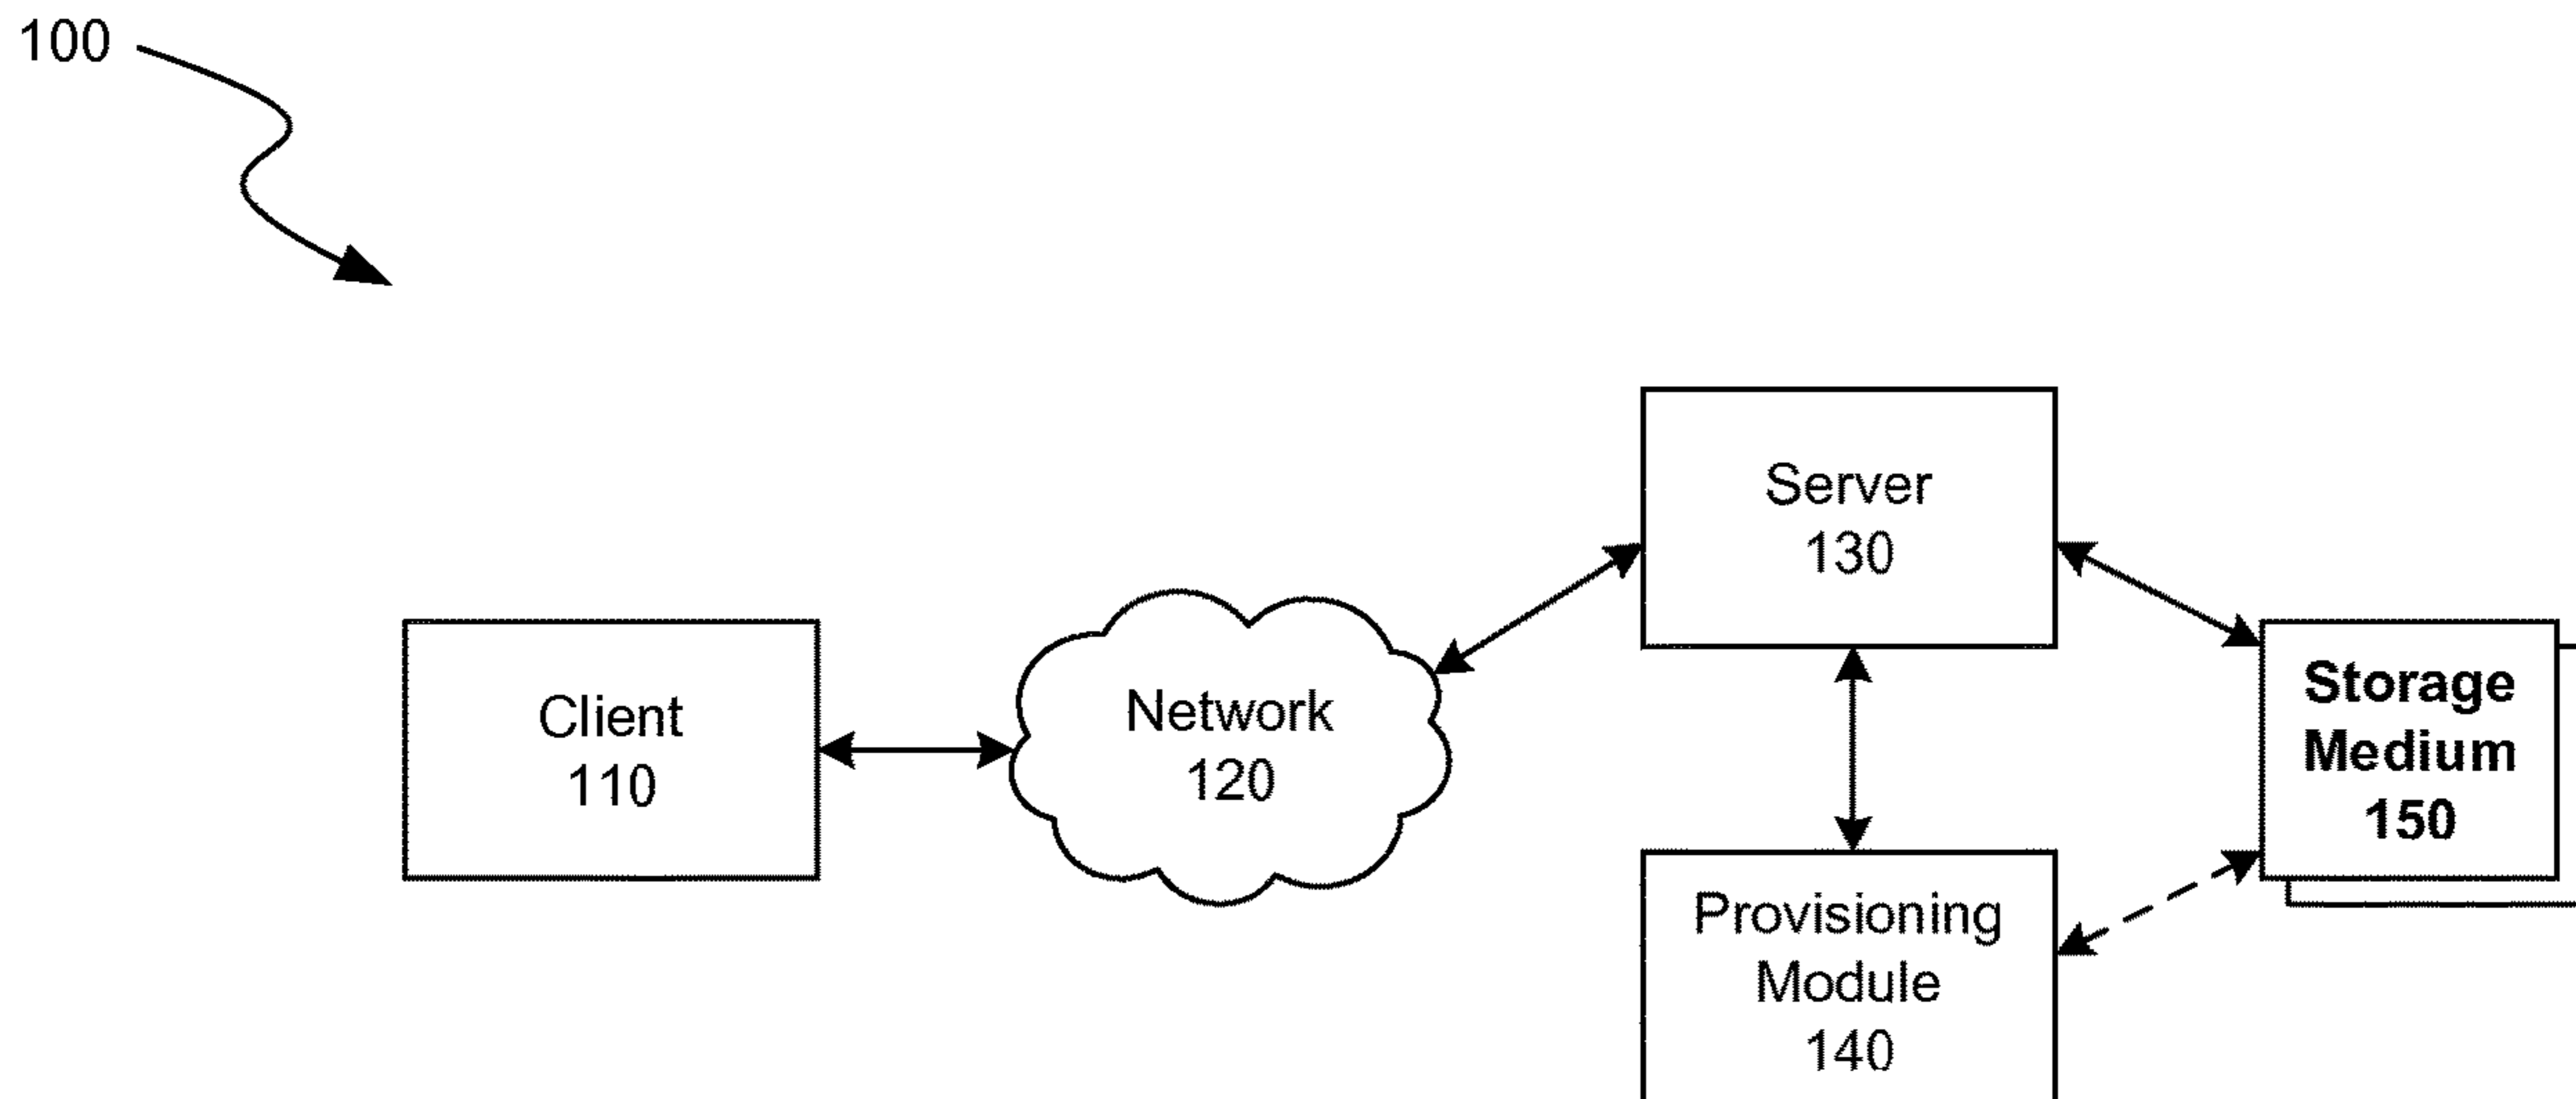 100
Client
110
Network
120
Server
130
Provisioning
Module
140
Storage
Medium
150